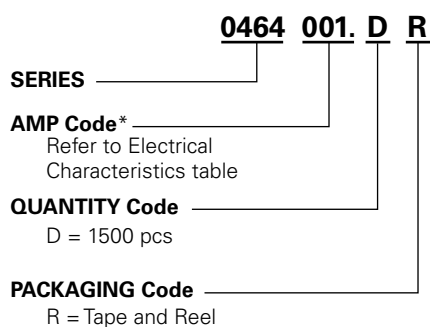 0464 001. D R
SERIES
AMP Code*
Refer to Electrical
Characteristics table
QUANTITY Code
D = 1500 pcs
PACKAGING Code
R = Tape and Reel